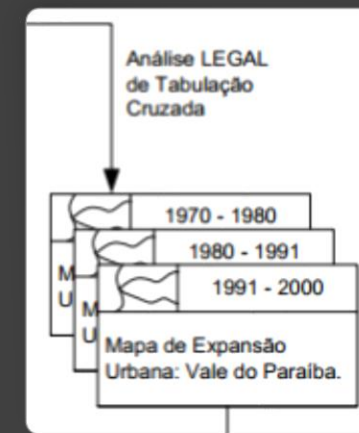 Análise LEGAL
de Tabulação
Cruzada
1970 - 1980
1980 - 1991
1991 - 2000
M
U
M
U
Mapa de Expansão
Urbana: Vale do Paraíba.